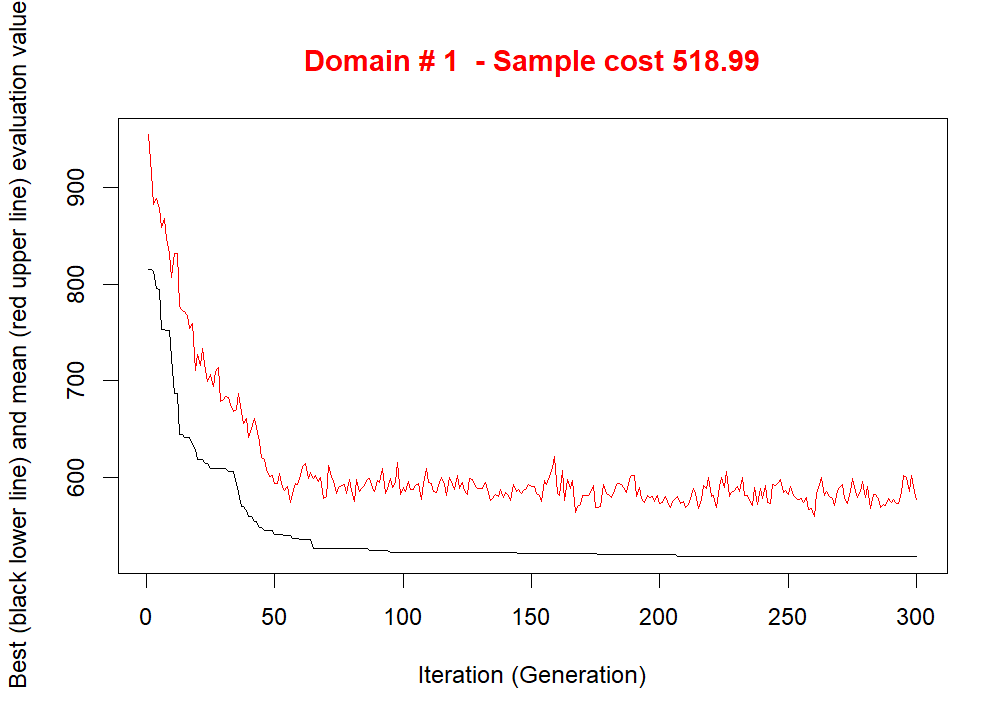 Domain # 1  - Sample cost 518.99
Best (black lower line) and mean (red upper line) evaluation value
900
800
700
600
0 50 100 150 200 250 300
Iteration (Generation)